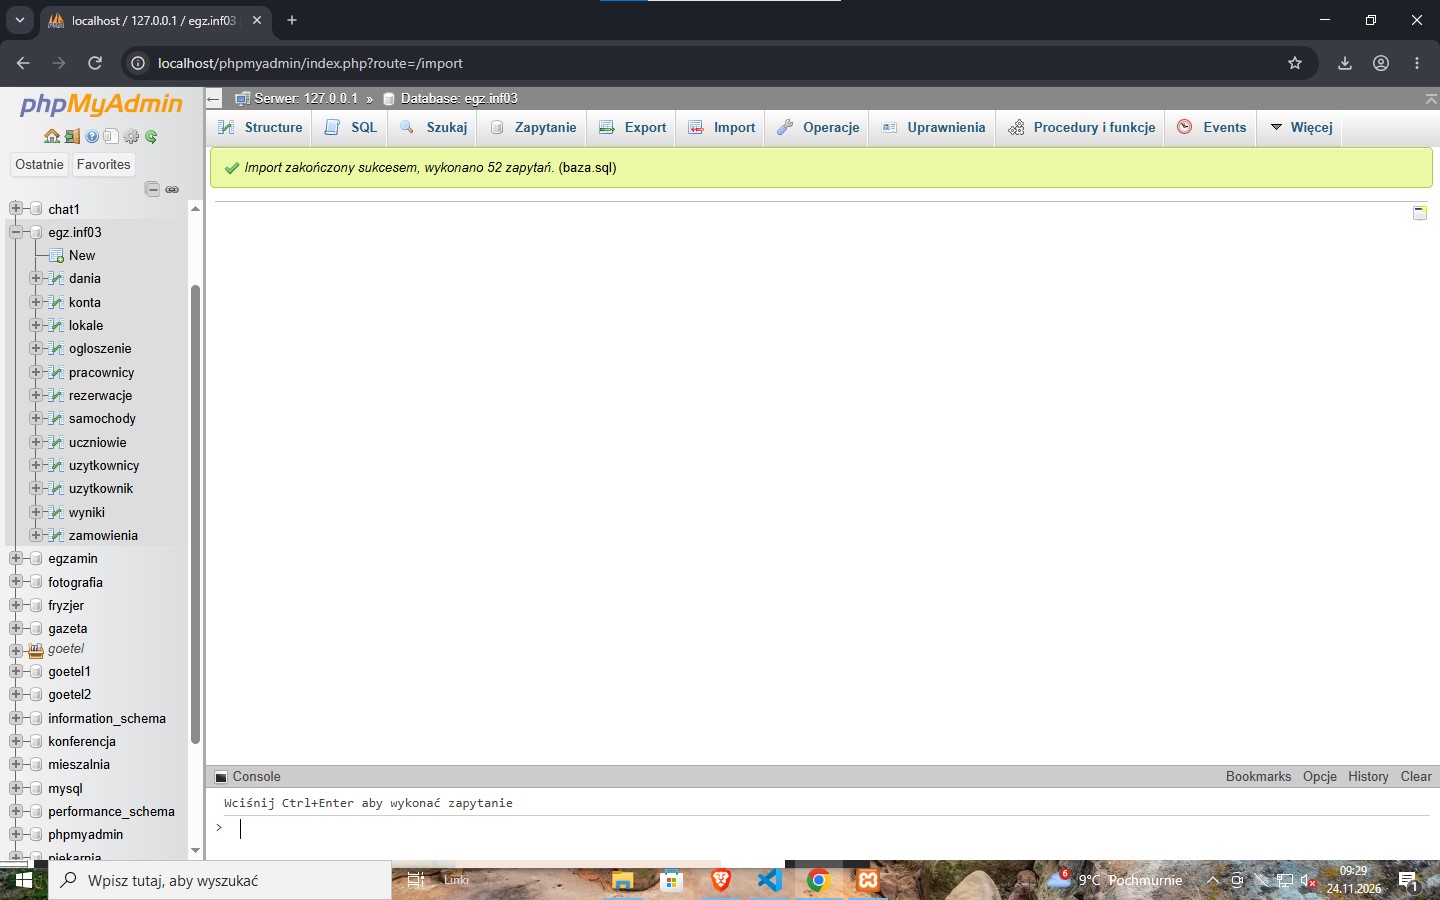 localhost / 127.0.0.1 / egz.inf03
localhost/phpmyadmin/index.php?route=/import
phpMyAdmin
Ostatnie Favorites
chat1
egz.inf03
New
dania
konta
lokale
ogloszenie
pracownicy
rezerwacje
samochody
uczniowie
uzytkownicy
uzytkownik
wyniki
zamowienia
egzamin
fotografia
fryzjer
gazeta
goetel
goetel1
goetel2
information_schema
konferencja
mieszalnia
mysql
performance_schema
phpmyadmin
piekarnia
Serwer: 127.0.0.1 » Database: egz.inf03
Structure SQL Szukaj Zapytanie Export Import Operacje Uprawnienia Procedury i funkcje Events Więcej
Import zakończony sukcesem, wykonano 52 zapytań. (baza.sql)
Console Bookmarks Opcje History Clear
Wciśnij Ctrl+Enter aby wykonać zapytanie
>
Wpisz tutaj, aby wyszukać
Linki
6
9°C Pochmurnie
09:29
24.11.2026
1